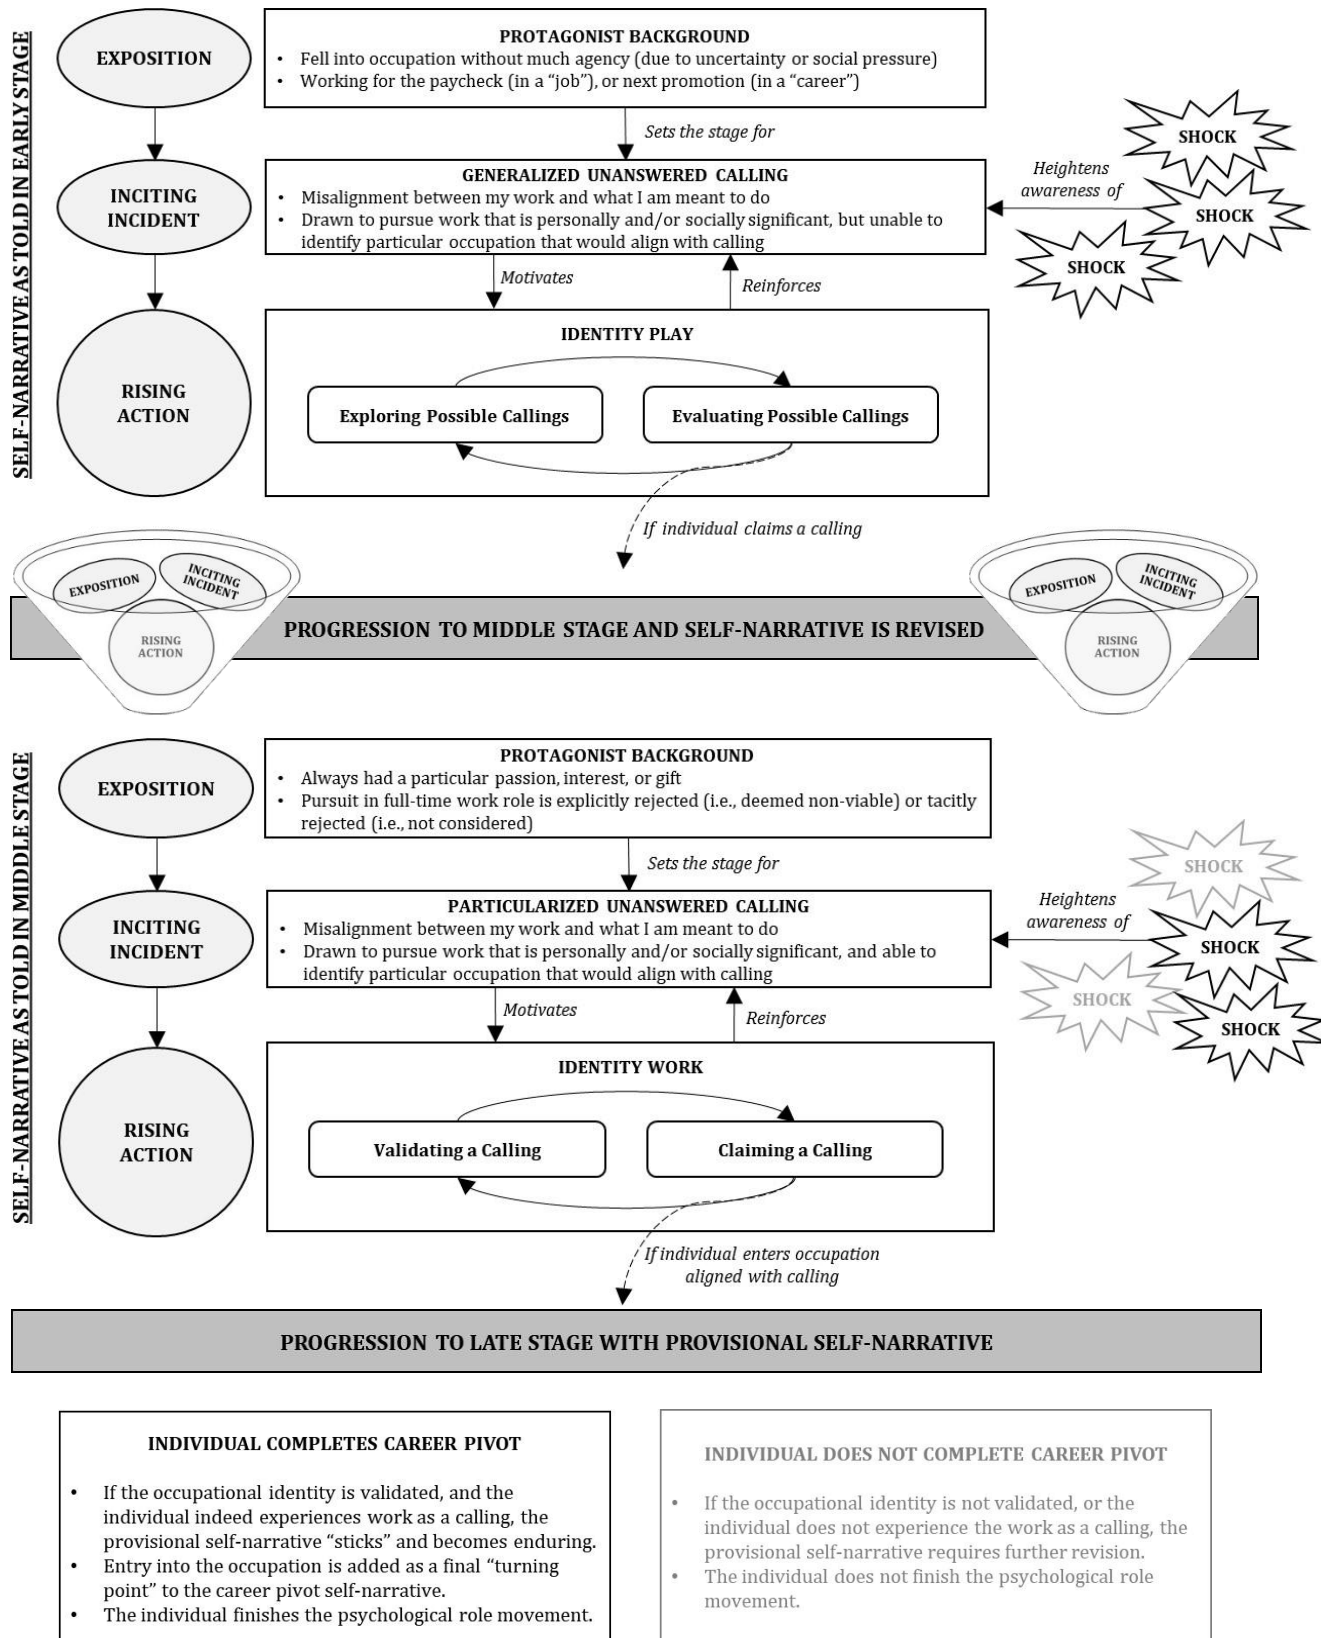 SELF-NARRATIVE AS TOLD IN EARLY STAGE
EXPOSITION
PROTAGONIST BACKGROUND
• Fell into occupation without much agency (due to uncertainty or social pressure)
• Working for the paycheck (in a “job”), or next promotion (in a “career”)
Sets the stage for
INCITING
INCIDENT
GENERALIZED UNANSWERED CALLING
• Misalignment between my work and what I am meant to do
• Drawn to pursue work that is personally and/or socially significant, but unable to
identify particular occupation that would align with calling
Heightens
awareness of
SHOCK
SHOCK
SHOCK
Motivates
Reinforces
RISING
ACTION
IDENTITY PLAY
Exploring Possible Callings
Evaluating Possible Callings
If individual claims a calling
EXPOSITION
INCITING
INCIDENT
RISING
ACTION
PROGRESSION TO MIDDLE STAGE AND SELF-NARRATIVE IS REVISED
EXPOSITION
INCITING
INCIDENT
RISING
ACTION
SELF-NARRATIVE AS TOLD IN MIDDLE STAGE
EXPOSITION
PROTAGONIST BACKGROUND
• Always had a particular passion, interest, or gift
• Pursuit in full-time work role is explicitly rejected (i.e., deemed non-viable) or tacitly
rejected (i.e., not considered)
Sets the stage for
INCITING
INCIDENT
PARTICULARIZED UNANSWERED CALLING
• Misalignment between my work and what I am meant to do
• Drawn to pursue work that is personally and/or socially significant, and able to
identify particular occupation that would align with calling
Heightens
awareness of
SHOCK
SHOCK
SHOCK
SHOCK
Motivates
Reinforces
RISING
ACTION
IDENTITY WORK
Validating a Calling
Claiming a Calling
If individual enters occupation
aligned with calling
PROGRESSION TO LATE STAGE WITH PROVISIONAL SELF-NARRATIVE
INDIVIDUAL COMPLETES CAREER PIVOT
• If the occupational identity is validated, and the
individual indeed experiences work as a calling, the
provisional self-narrative “sticks” and becomes enduring.
• Entry into the occupation is added as a final “turning
point” to the career pivot self-narrative.
• The individual finishes the psychological role movement.
INDIVIDUAL DOES NOT COMPLETE CAREER PIVOT
• If the occupational identity is not validated, or the
individual does not experience the work as a calling, the
provisional self-narrative requires further revision.
• The individual does not finish the psychological role
movement.